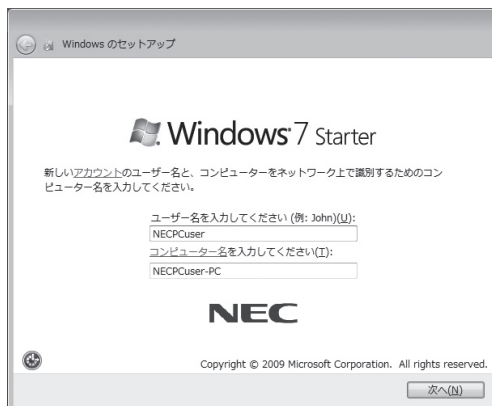 Windows のセットアップ
Windows 7 Starter
新しいアカウントのユーザー名と、コンピューターをネットワーク上で識別するためのコン
ピューター名を入力してください。
ユーザー名を入力してください (例: John)(U):
NECPCuser
コンピューター名を入力してください(T):
NECPCuser-PC
NEC
Copyright © 2009 Microsoft Corporation. All rights reserved.
次へ(N)